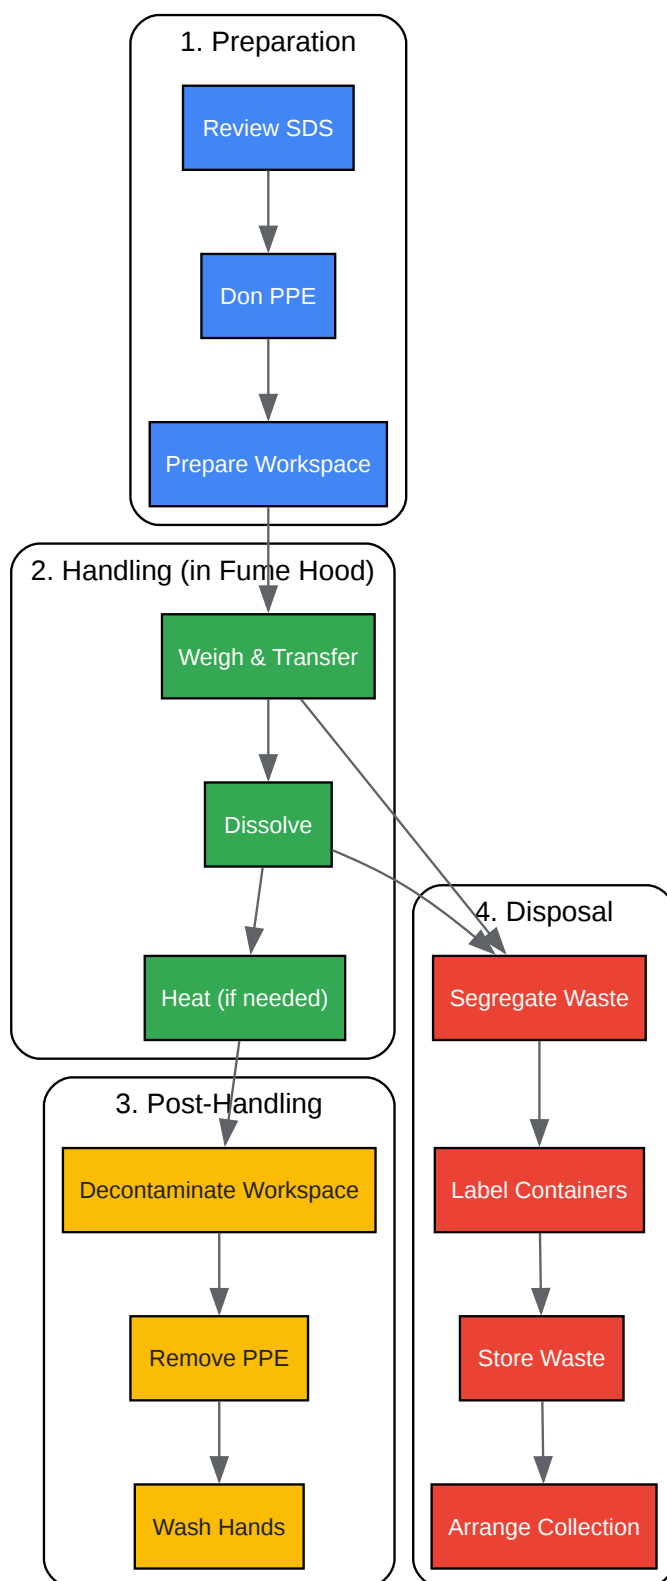 1. Preparation
Review SDS
Don PPE
Prepare Workspace
2. Handling (in Fume Hood)
Weigh & Transfer
Dissolve
Heat (if needed)
3. Post-Handling
Decontaminate Workspace
Remove PPE
Wash Hands
4. Disposal
Segregate Waste
Label Containers
Store Waste
Arrange Collection